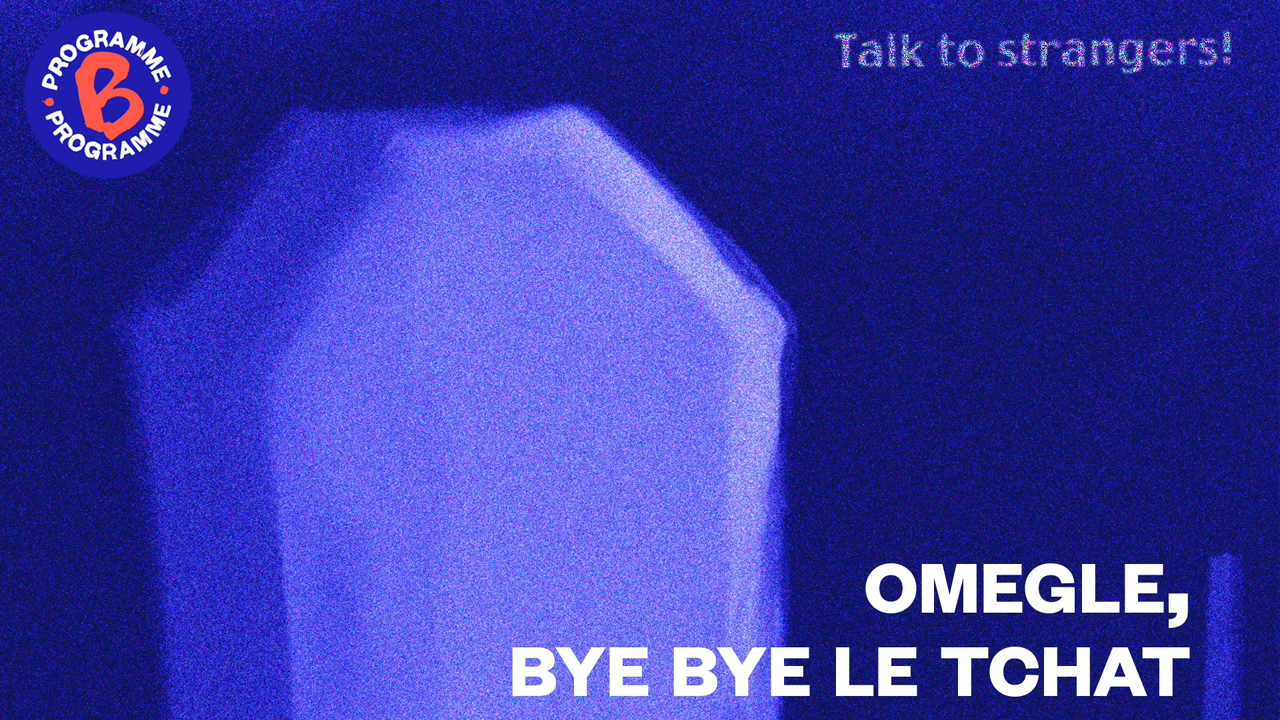 PROGRAMME
B
PROGRAMME
Talk to strangers!
OMEGLE,
BYE BYE LE TCHAT